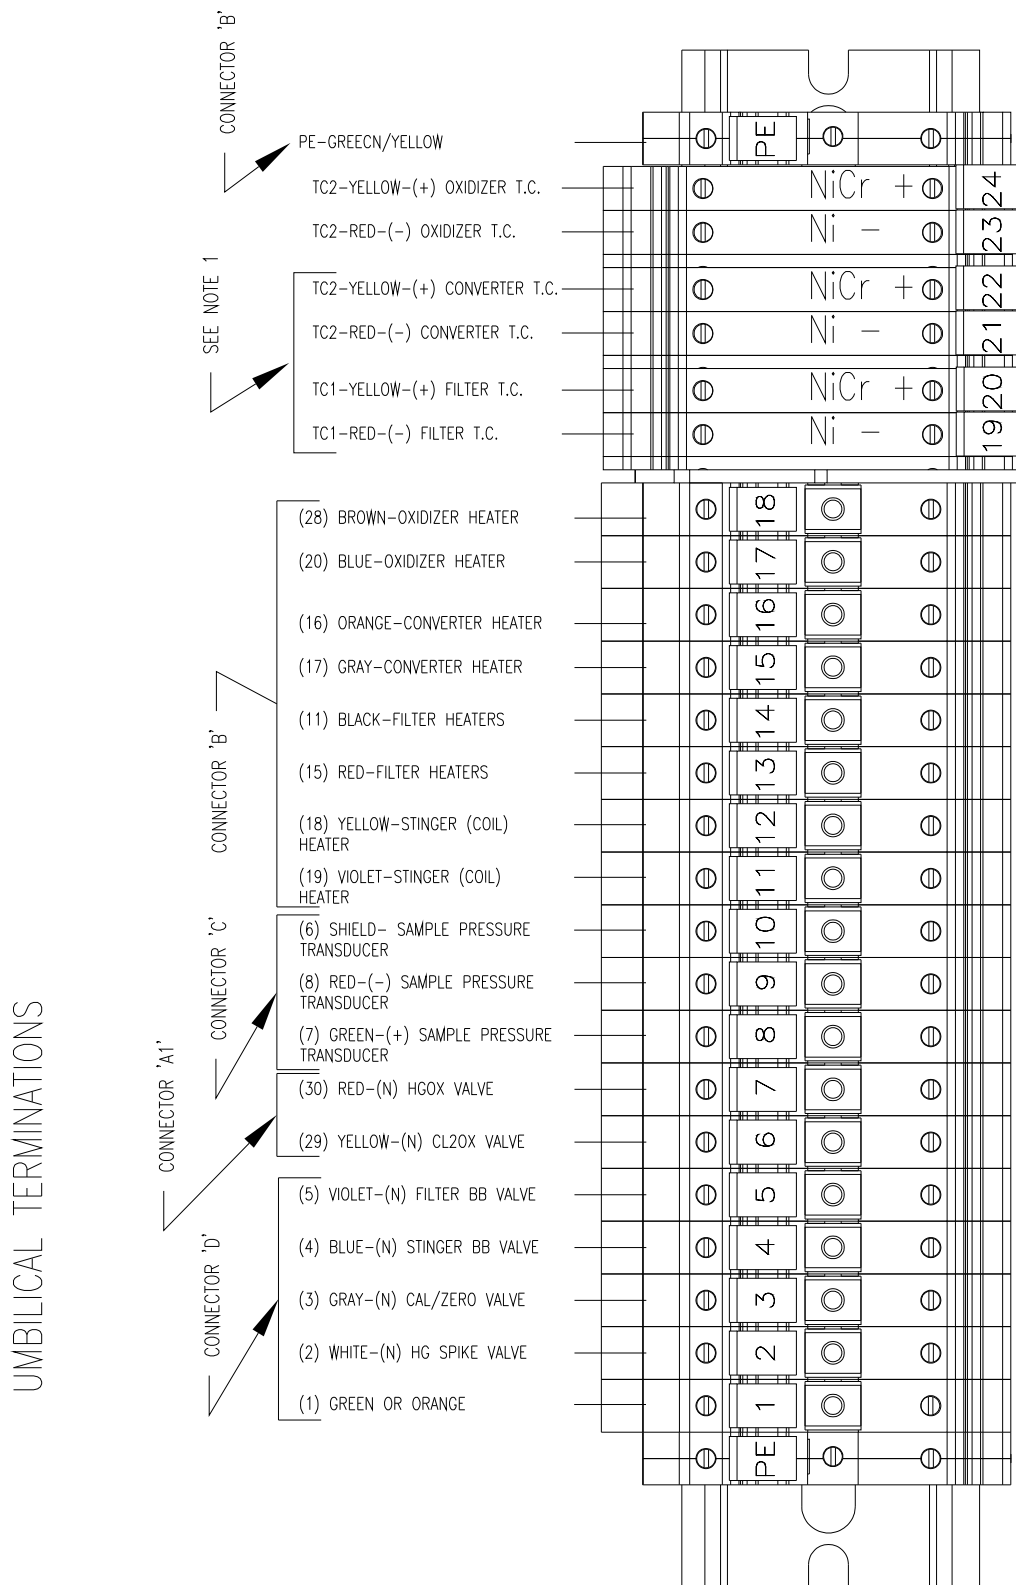 CONNECTOR 'B'
PE-GREECN/YELLOW
PE
TC2-YELLOW-(+) OXIDIZER T.C.
NiCr +
24
TC2-RED-(-) OXIDIZER T.C.
Ni -
23
SEE NOTE 1
TC2-YELLOW-(+) CONVERTER T.C.
NiCr +
22
TC2-RED-(-) CONVERTER T.C.
Ni -
21
TC1-YELLOW-(+) FILTER T.C.
NiCr +
20
TC1-RED-(-) FILTER T.C.
Ni -
19
CONNECTOR 'B'
(28) BROWN-OXIDIZER HEATER
18
(20) BLUE-OXIDIZER HEATER
17
(16) ORANGE-CONVERTER HEATER
16
(17) GRAY-CONVERTER HEATER
15
(11) BLACK-FILTER HEATERS
14
(15) RED-FILTER HEATERS
13
(18) YELLOW-STINGER (COIL)
HEATER
12
(19) VIOLET-STINGER (COIL)
HEATER
11
CONNECTOR 'C'
(6) SHIELD- SAMPLE PRESSURE
TRANSDUCER
10
(8) RED-(-) SAMPLE PRESSURE
TRANSDUCER
9
(7) GREEN-(+) SAMPLE PRESSURE
TRANSDUCER
8
CONNECTOR 'A1'
(30) RED-(N) HGOX VALVE
7
(29) YELLOW-(N) CL2OX VALVE
6
CONNECTOR 'D'
(5) VIOLET-(N) FILTER BB VALVE
5
(4) BLUE-(N) STINGER BB VALVE
4
(3) GRAY-(N) CAL/ZERO VALVE
3
(2) WHITE-(N) HG SPIKE VALVE
2
(1) GREEN OR ORANGE
1
PE
UMBILICAL TERMINATIONS